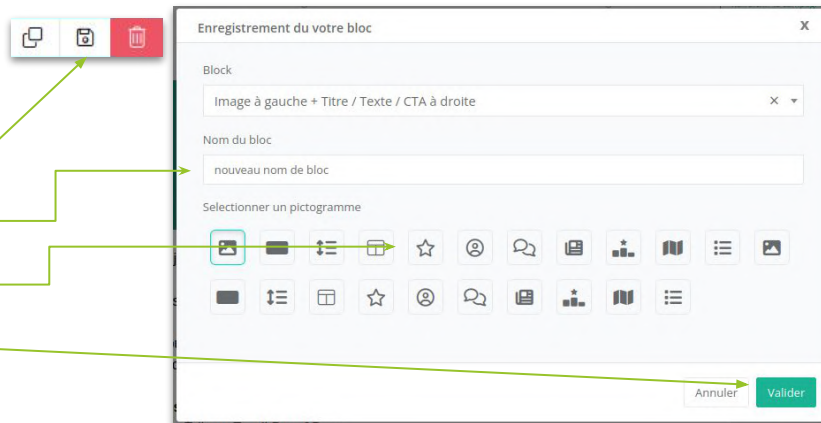 Enregistrement du votre bloc
x
Block
Image à gauche + Titre / Texte / CTA à droite
Nom du bloc
nouveau nom de bloc
Selectionner un pictogramme
Annuler
Valider